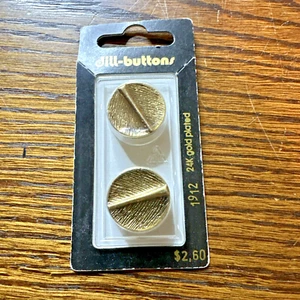 dill-buttons
24K gold plated
1912
$2,60